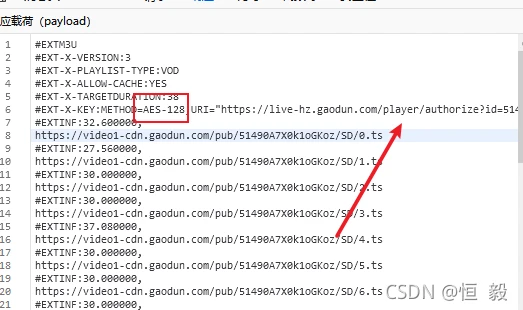 应载荷（payload）
1 #EXTM3U
2 #EXT-X-VERSION:3
3 #EXT-X-PLAYLIST-TYPE:VOD
4 #EXT-X-ALLOW-CACHE:YES
5 #EXT-X-TARGETDURATION:38
6 #EXT-X-KEY:METHOD=AES-128,URI="https://live-hz.gaodun.com/player/authorize?id=514
7 #EXTINF:32.600000,
8 https://video1-cdn.gaodun.com/pub/51490A7X0k1oGKoz/SD/0.ts
9 #EXTINF:27.560000,
10 https://video1-cdn.gaodun.com/pub/51490A7X0k1oGKoz/SD/1.ts
11 #EXTINF:30.000000,
12 https://video1-cdn.gaodun.com/pub/51490A7X0k1oGKoz/SD/2.ts
13 #EXTINF:30.000000,
14 https://video1-cdn.gaodun.com/pub/51490A7X0k1oGKoz/SD/3.ts
15 #EXTINF:37.080000,
16 https://video1-cdn.gaodun.com/pub/51490A7X0k1oGKoz/SD/4.ts
17 #EXTINF:30.000000,
18 https://video1-cdn.gaodun.com/pub/51490A7X0k1oGKoz/SD/5.ts
19 #EXTINF:30.000000,
20 https://video1-cdn.gaodun.com/pub/51490A7X0k1oGKoz/SD/6.ts
21 #EXTINF:30.000000,
CSDN @恒 毅